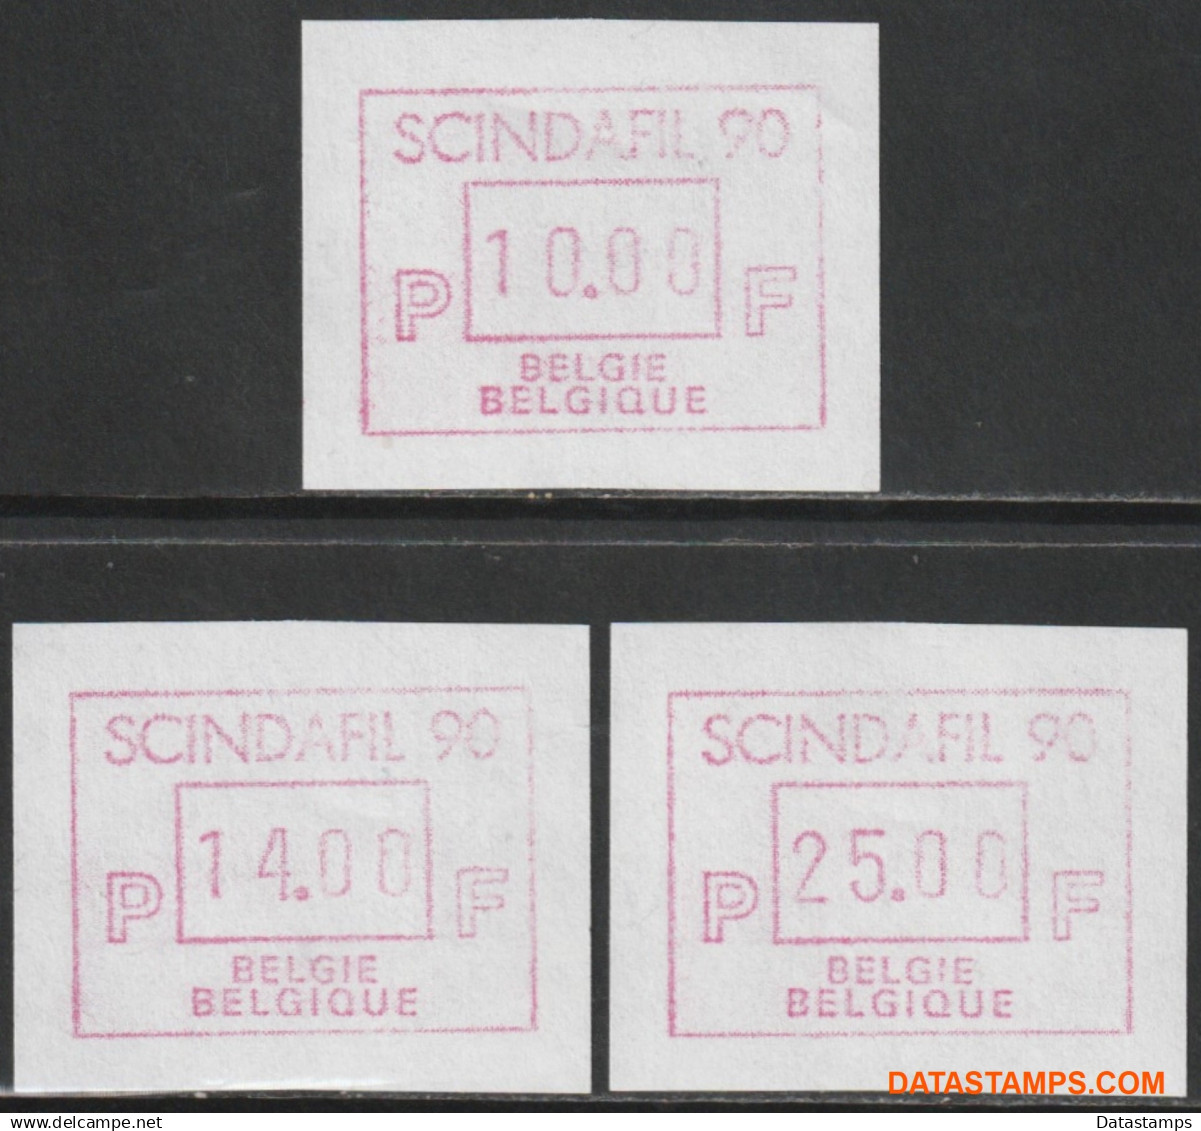 SCINDAFIL 90
10.00
P F
BELGIE
BELGIQUE
SCINDAFIL 90
14.00
P F
BELGIE
BELGIQUE
SCINDAFIL 90
25.00
P F
BELGIE
BELGIQUE
DATASTAMPS.COM
www.delcampe.net
Datastamps